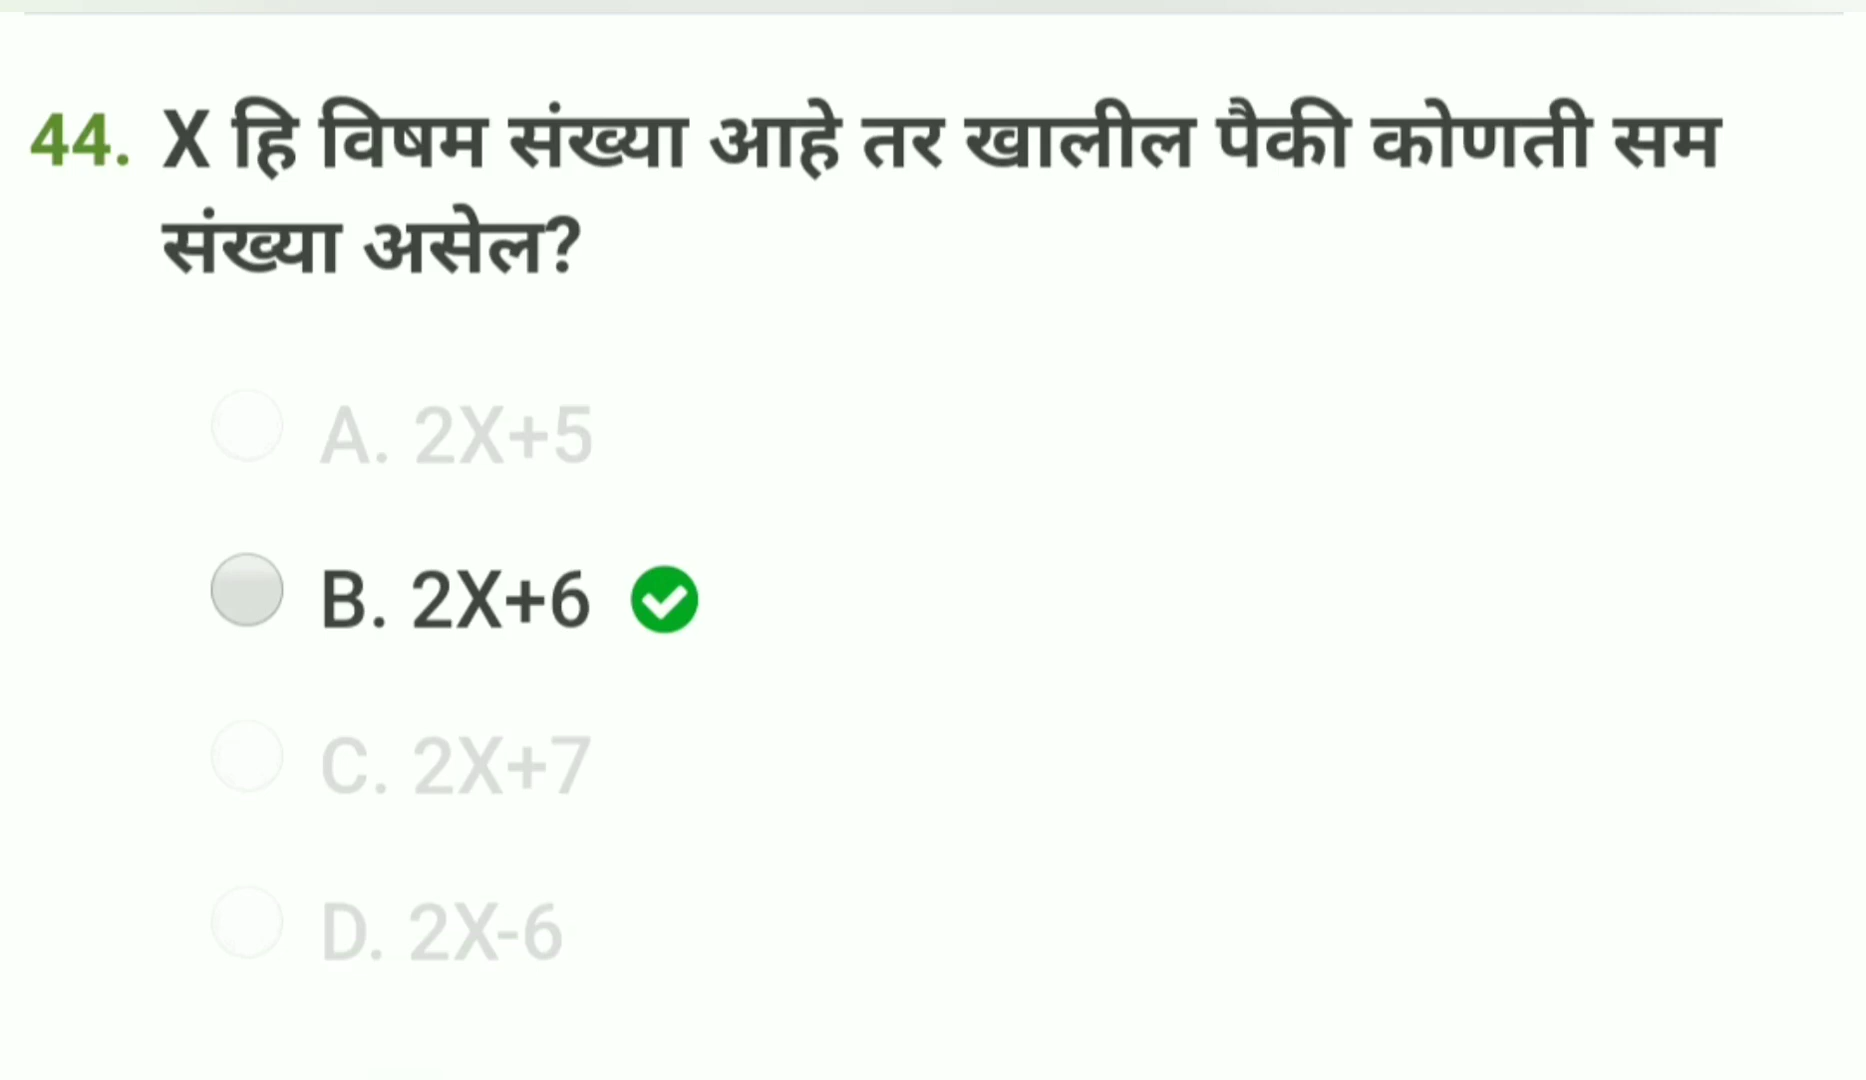 44. X हि विषम संख्या आहे तर खालील पैकी कोणती सम
संख्या असेल?
A. 2X+5
B. 2X+6
C. 2X+7
D. 2X-6